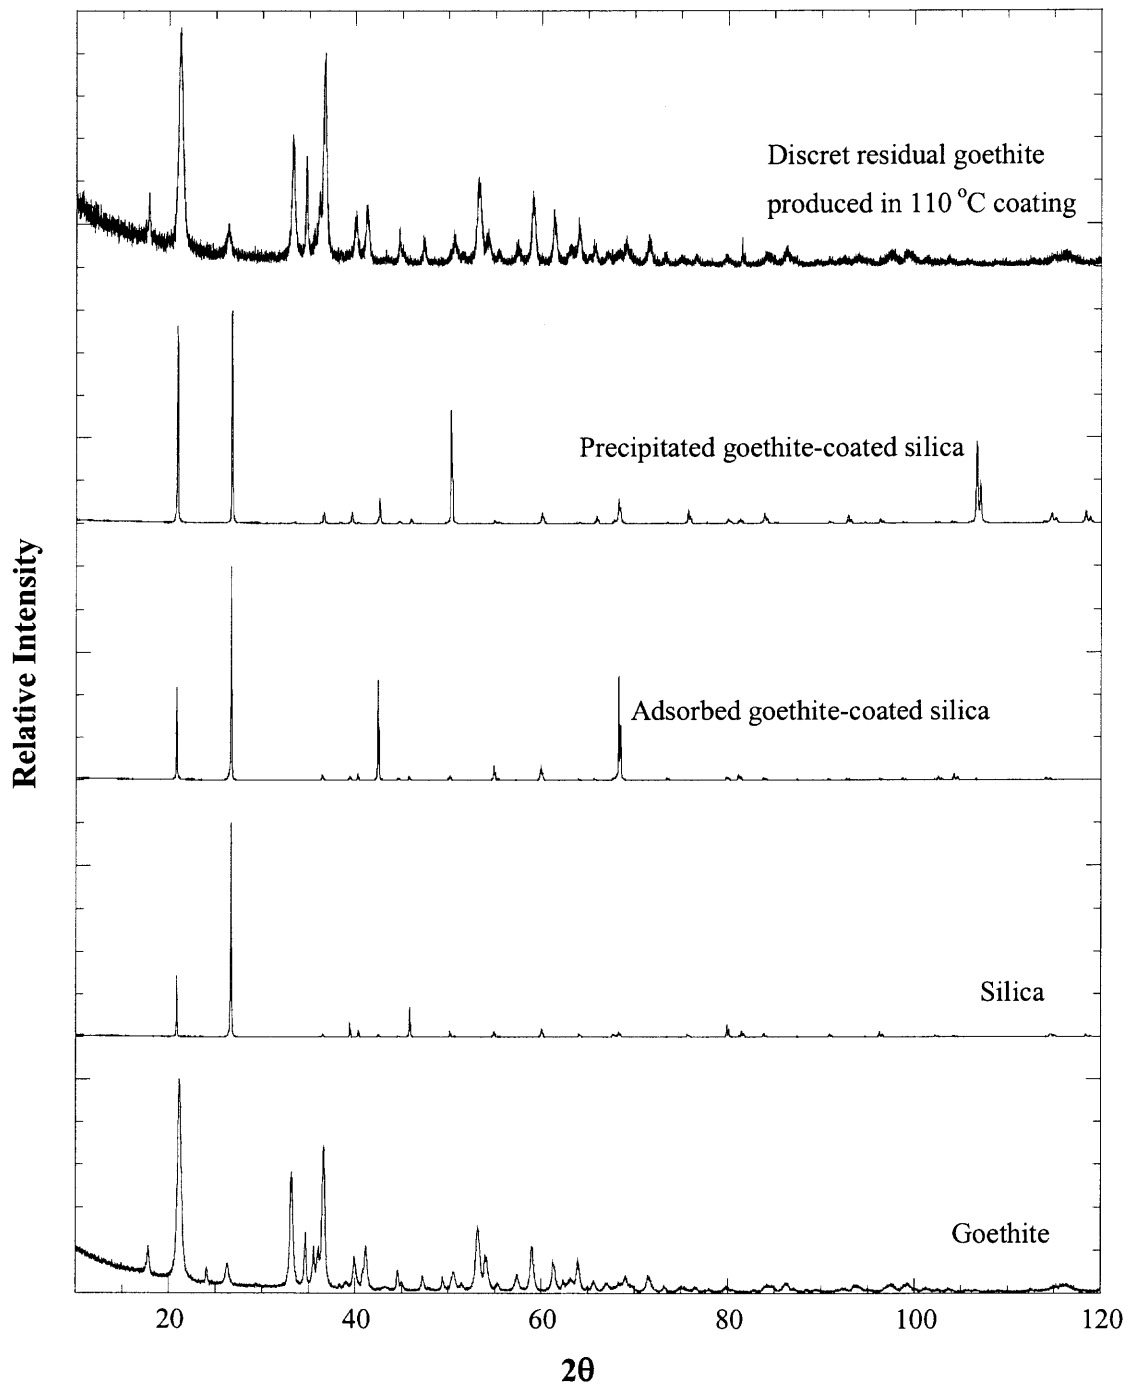 Discret residual goethite
produced in 110 °C coating
Precipitated goethite-coated silica
Adsorbed goethite-coated silica
Silica
Goethite
Relative Intensity
20 40 60 80 100 120
2θ